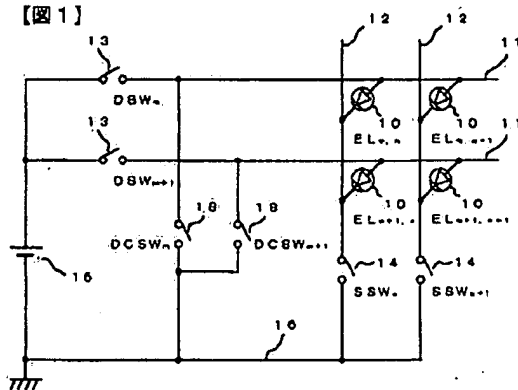 【図1】
12 12
13
11
DSWn
10 10
ELn,n ELn,n+1
13
11
DSWn+1
10 10
18 18
ELn+1,n ELn+1,n+1
DCSWn DCSWn+1
14 14
15
SSWn SSWn+1
16